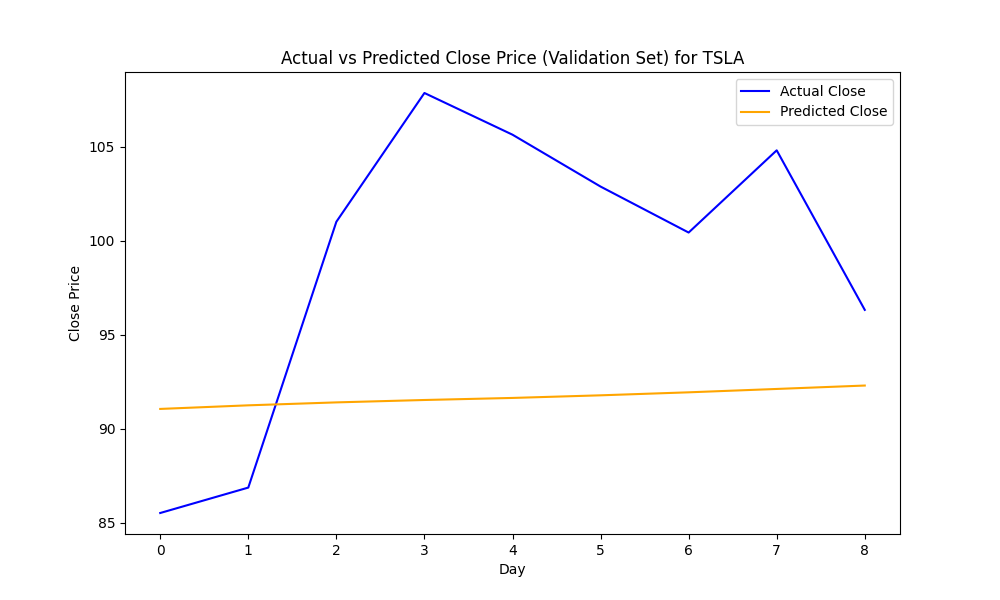 Actual vs Predicted Close Price (Validation Set) for TSLA
Actual Close
Predicted Close
Close Price
105
100
95
90
85
0 1 2 3 4 5 6 7 8
Day